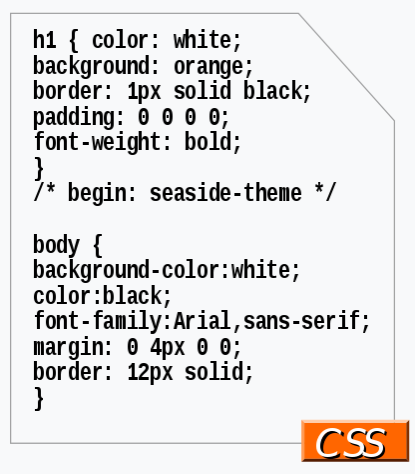 h1 { color: white;
background: orange;
border: 1px solid black;
padding: 0 0 0 0;
font-weight: bold;
}
/* begin: seaside-theme */

body {
background-color:white;
color:black;
font-family:Arial,sans-serif;
margin: 0 4px 0 0;
border: 12px solid;
}
CSS